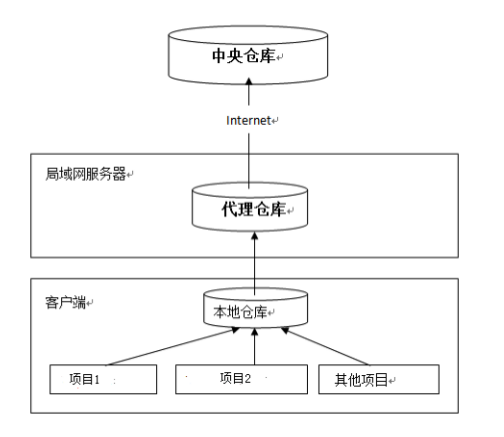 中央仓库
Internet
局域网服务器
代理仓库
客户端
本地仓库
项目1
项目2
其他项目